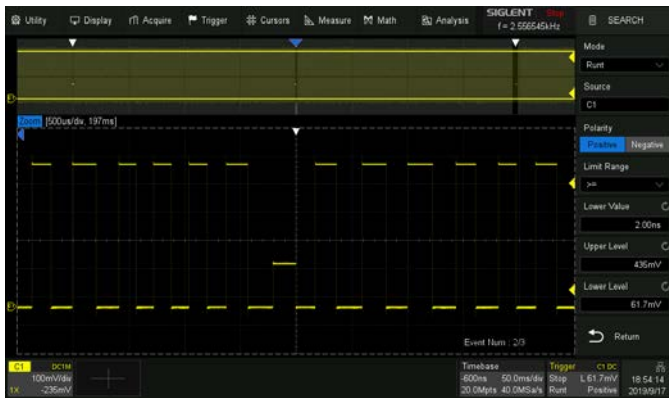 Utility Display Acquire Trigger Cursors Measure Math Analysis
SIGLENT Stop
f = 2.556545kHz
SEARCH
Mode
Runt
Source
C1
Polarity
Positive Negative
Limit Range
>=
Lower Value
2.00ns
Upper Level
435mV
Lower Level
61.7mV
Return
Zoom [500us/div, 197ms]
Event Num : 2/3
C1 DC1M
100mV/div
1X -235mV
Timebase
-600ns 50.0ms/div
20.0Mpts 40.0MSa/s
Trigger C1 DC
Stop L 61.7mV
Runt Positive
18:54:14
2019/9/17